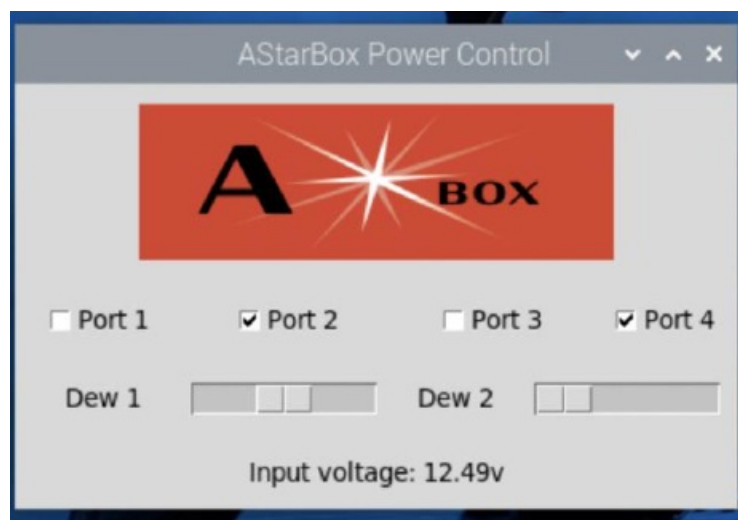 AStarBox Power Control
A BOX
Port 1 Port 2 Port 3 Port 4
Dew 1 Dew 2
Input voltage: 12.49v